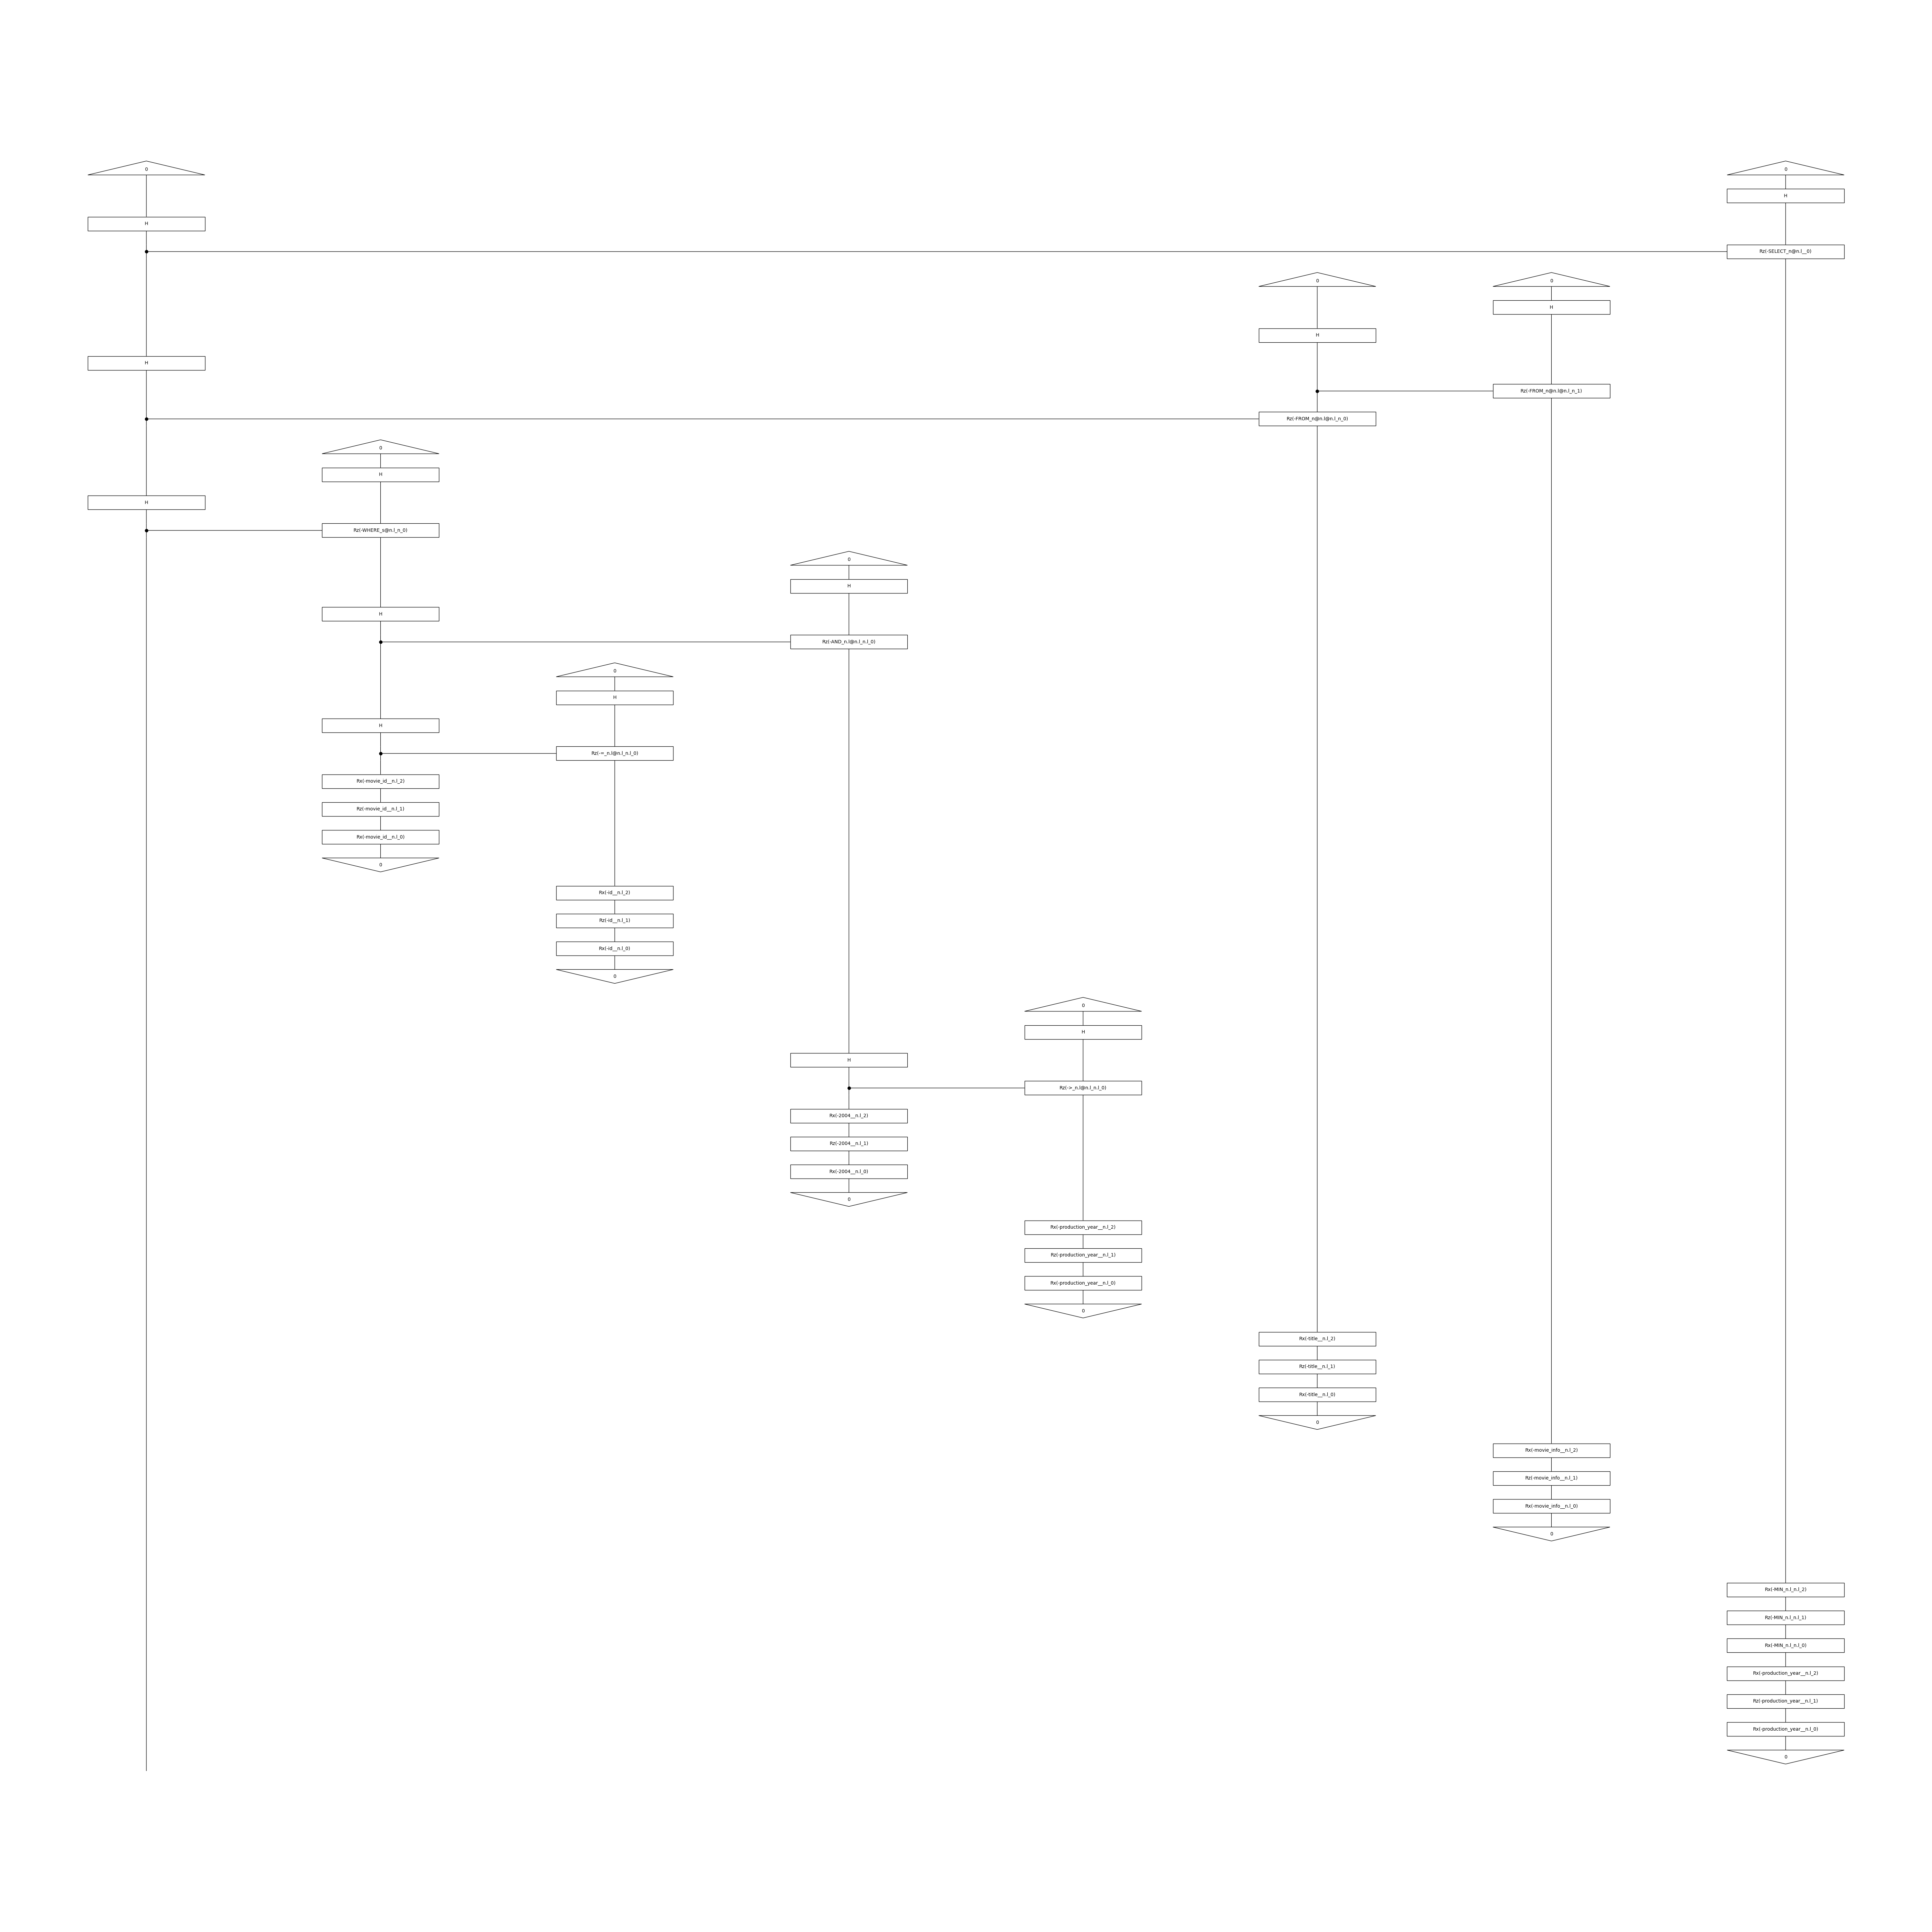 0
0
H
H
Rz(-SELECT_n@n.l__0)
0
0
H
H
H
Rz(-FROM_n@n.l@n.l_n_1)
Rz(-FROM_n@n.l@n.l_n_0)
0
H
H
Rz(-WHERE_s@n.l_n_0)
0
H
H
Rz(-AND_n.l@n.l_n.l_0)
0
H
H
Rz(-=_n.l@n.l_n.l_0)
Rx(-movie_id__n.l_2)
Rz(-movie_id__n.l_1)
Rx(-movie_id__n.l_0)
0
Rx(-id__n.l_2)
Rz(-id__n.l_1)
Rx(-id__n.l_0)
0
0
H
H
Rz(->_n.l@n.l_n.l_0)
Rx(-2004__n.l_2)
Rz(-2004__n.l_1)
Rx(-2004__n.l_0)
0
Rx(-production_year__n.l_2)
Rz(-production_year__n.l_1)
Rx(-production_year__n.l_0)
0
Rx(-title__n.l_2)
Rz(-title__n.l_1)
Rx(-title__n.l_0)
0
Rx(-movie_info__n.l_2)
Rz(-movie_info__n.l_1)
Rx(-movie_info__n.l_0)
0
Rx(-MIN_n.l_n.l_2)
Rz(-MIN_n.l_n.l_1)
Rx(-MIN_n.l_n.l_0)
Rx(-production_year__n.l_2)
Rz(-production_year__n.l_1)
Rx(-production_year__n.l_0)
0